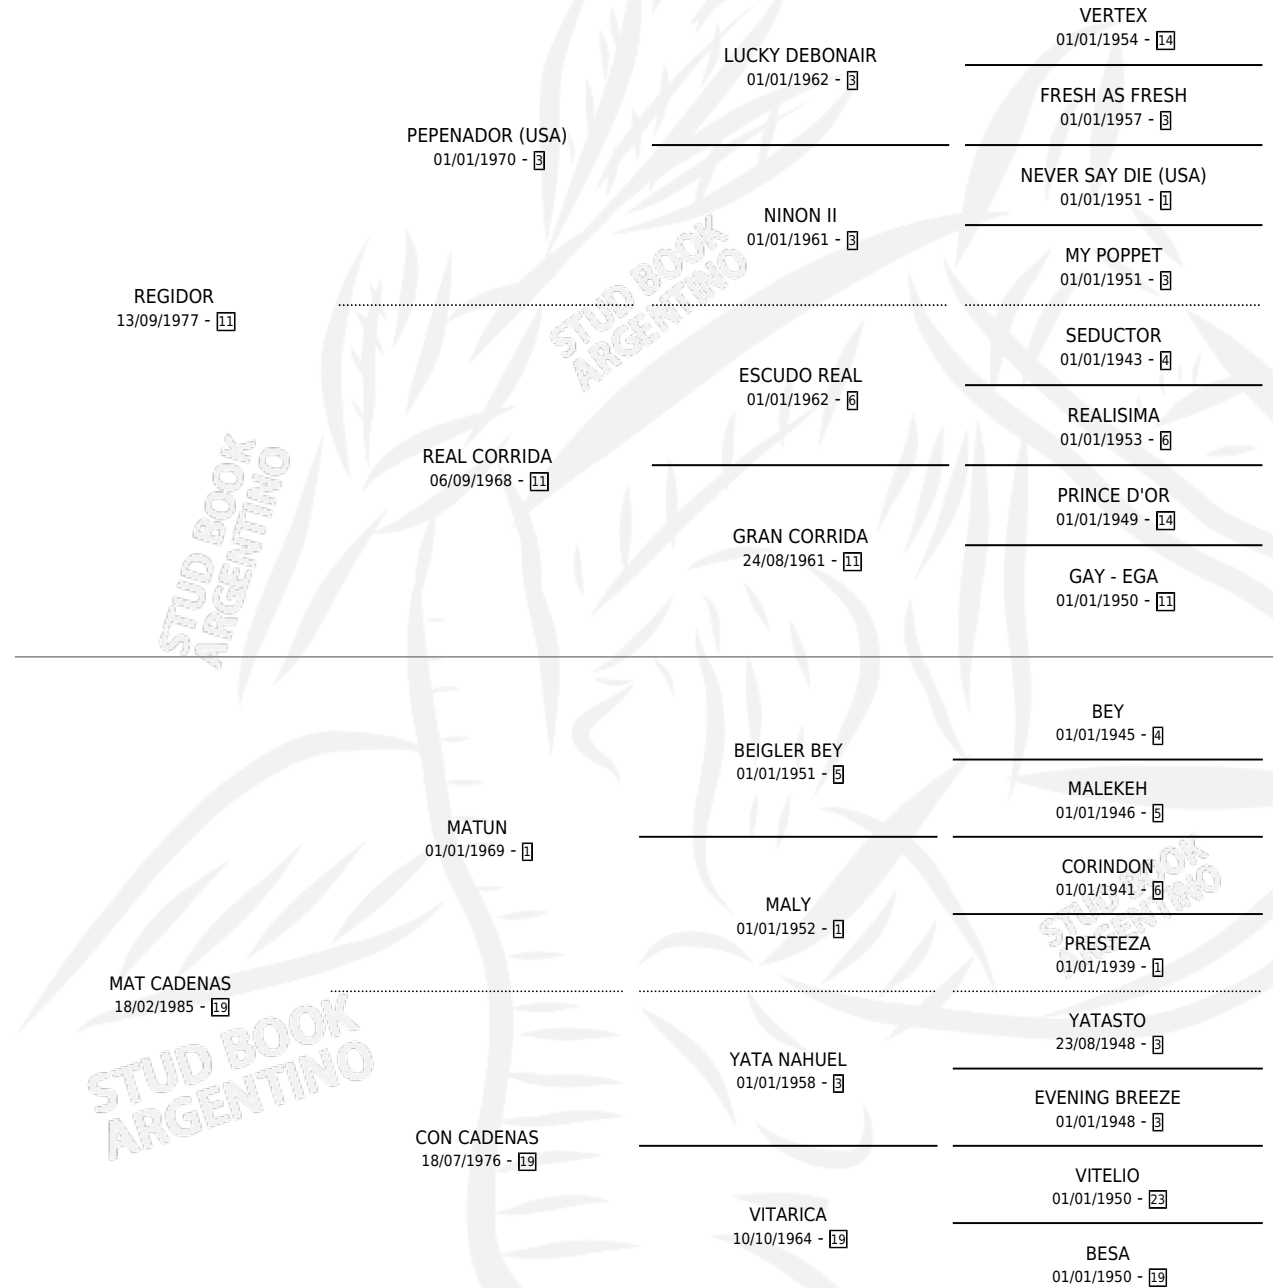 VERTEX
01/01/1954 - 14
LUCKY DEBONAIR
01/01/1962 - 3
FRESH AS FRESH
01/01/1957 - 3
PEPENADOR (USA)
01/01/1970 - 3
NEVER SAY DIE (USA)
01/01/1951 - 1
NINON II
01/01/1961 - 3
MY POPPET
01/01/1951 - 3
REGIDOR
13/09/1977 - 11
SEDUCTOR
01/01/1943 - 4
ESCUDO REAL
01/01/1962 - 6
REALISIMA
01/01/1953 - 6
REAL CORRIDA
06/09/1968 - 11
PRINCE D'OR
01/01/1949 - 14
GRAN CORRIDA
24/08/1961 - 11
GAY - EGA
01/01/1950 - 11
STUD BOOK
ARGENTINO
STUD BOOK
ARGENTINO
BEY
01/01/1945 - 4
BEIGLER BEY
01/01/1951 - 5
MALEKEH
01/01/1946 - 5
MATUN
01/01/1969 - 1
CORINDON
01/01/1941 - 6
MALY
01/01/1952 - 1
PRESTEZA
01/01/1939 - 1
MAT CADENAS
18/02/1985 - 19
YATASTO
23/08/1948 - 3
YATA NAHUEL
01/01/1958 - 3
EVENING BREEZE
01/01/1948 - 3
CON CADENAS
18/07/1976 - 19
VITELIO
01/01/1950 - 23
VITARICA
10/10/1964 - 19
BESA
01/01/1950 - 19
STUD BOOK
ARGENTINO
STUD BOOK
ARGENTINO